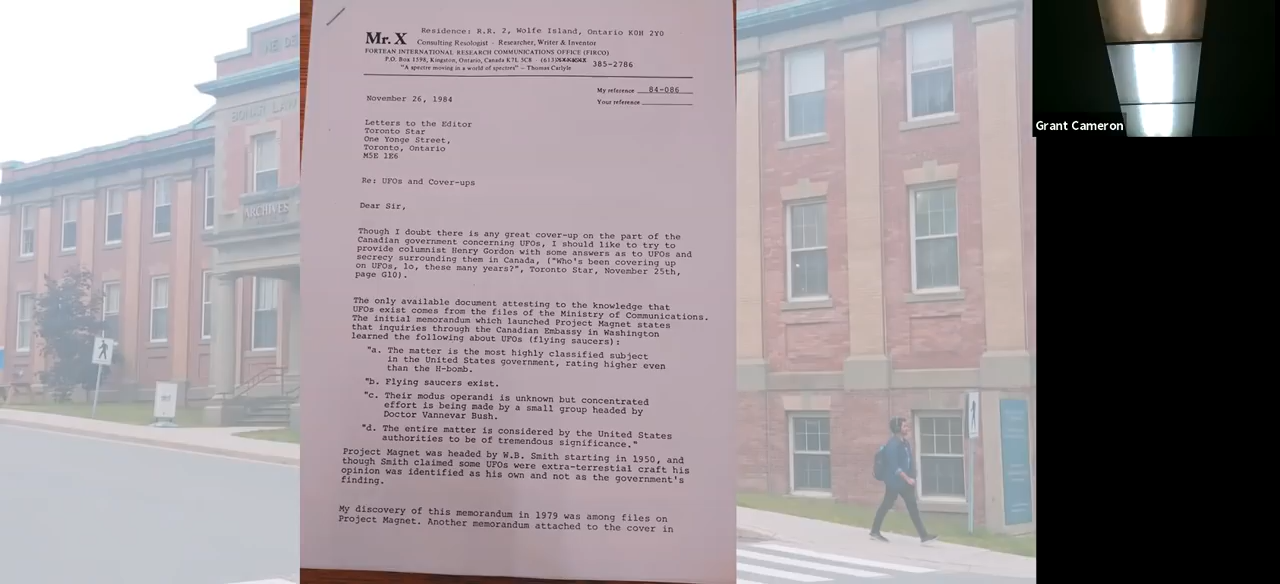 Residence: R.R. 2, Wolfe Island, Ontario K0H 2Y0
Mr. X
Consulting Resologist · Researcher, Writer & Inventor
FORTEAN INTERNATIONAL RESEARCH COMMUNICATIONS OFFICE (FIRCO)
P.O. Box 1598, Kingston, Ontario, Canada K7L 5C8 · (613) 385-2786
"A spectre moving in a world of spectres" – Thomas Carlyle
My reference 84-086
Your reference
November 26, 1984
Letters to the Editor
Toronto Star
One Yonge Street,
Toronto, Ontario
M5E 1E6
Re: UFOs and Cover-ups
Dear Sir,
Though I doubt there is any great cover-up on the part of the
Canadian government concerning UFOs, I should like to try to
provide columnist Henry Gordon with some answers as to UFOs and
secrecy surrounding them in Canada, ("Who's been covering up
on UFOs, lo, these many years?", Toronto Star, November 25th,
page G10).
The only available document attesting to the knowledge that
UFOs exist comes from the files of the Ministry of Communications.
The initial memorandum which launched Project Magnet states
that inquiries through the Canadian Embassy in Washington
learned the following about UFOs (flying saucers):
"a. The matter is the most highly classified subject
in the United States government, rating higher even
than the H-bomb.
"b. Flying saucers exist.
"c. Their modus operandi is unknown but concentrated
effort is being made by a small group headed by
Doctor Vannevar Bush.
"d. The entire matter is considered by the United States
authorities to be of tremendous significance."
Project Magnet was headed by W.B. Smith starting in 1950, and
though Smith claimed some UFOs were extra-terrestial craft his
opinion was identified as his own and not as the government's
finding.
My discovery of this memorandum in 1979 was among files on
Project Magnet. Another memorandum attached to the cover in
BONAR LAW
ARCHIVES
Grant Cameron